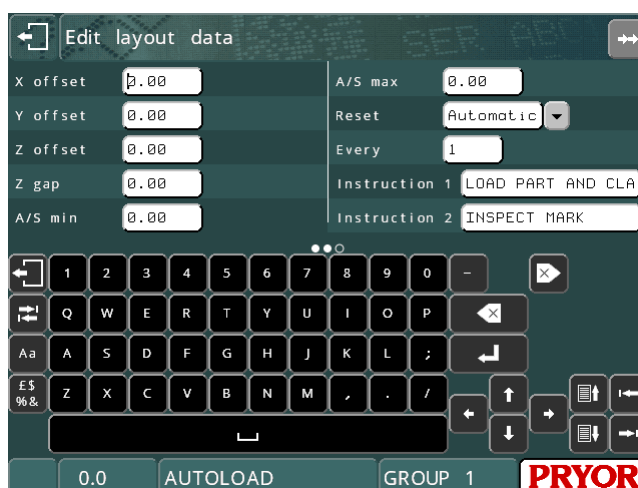 Edit layout data
X offset 0.00
Y offset 0.00
Z offset 0.00
Z gap 0.00
A/S min 0.00
A/S max 0.00
Reset Automatic
Every 1
Instruction 1 LOAD PART AND CLA
Instruction 2 INSPECT MARK
1 2 3 4 5 6 7 8 9 0 -
Q W E R T Y U I O P
Aa A S D F G H J K L ;
£$ %& Z X C V B N M , . /
0.0 AUTOLOAD GROUP 1 PRYOR